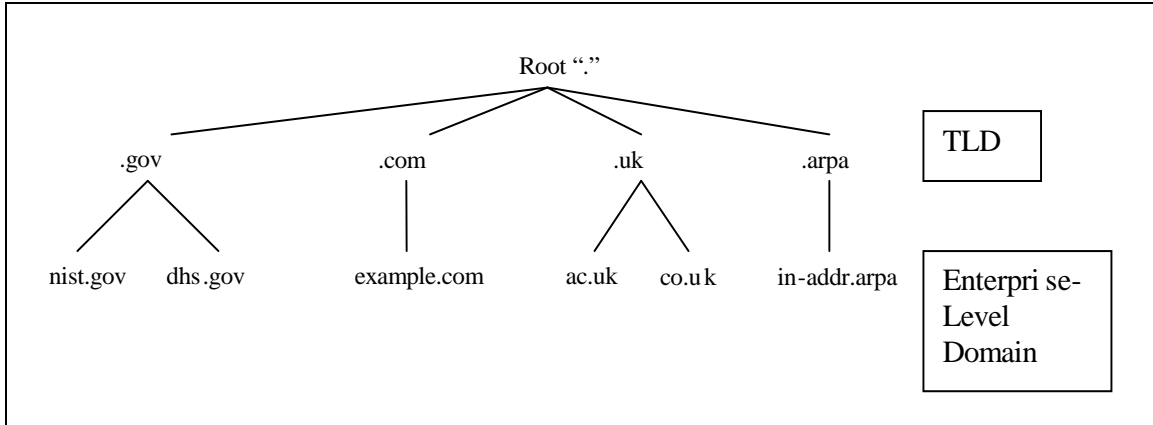 Root “.”
.gov .com .uk .arpa
TLD
nist.gov dhs.gov example.com ac.uk co.uk in-addr.arpa
Enterpri se-
Level
Domain